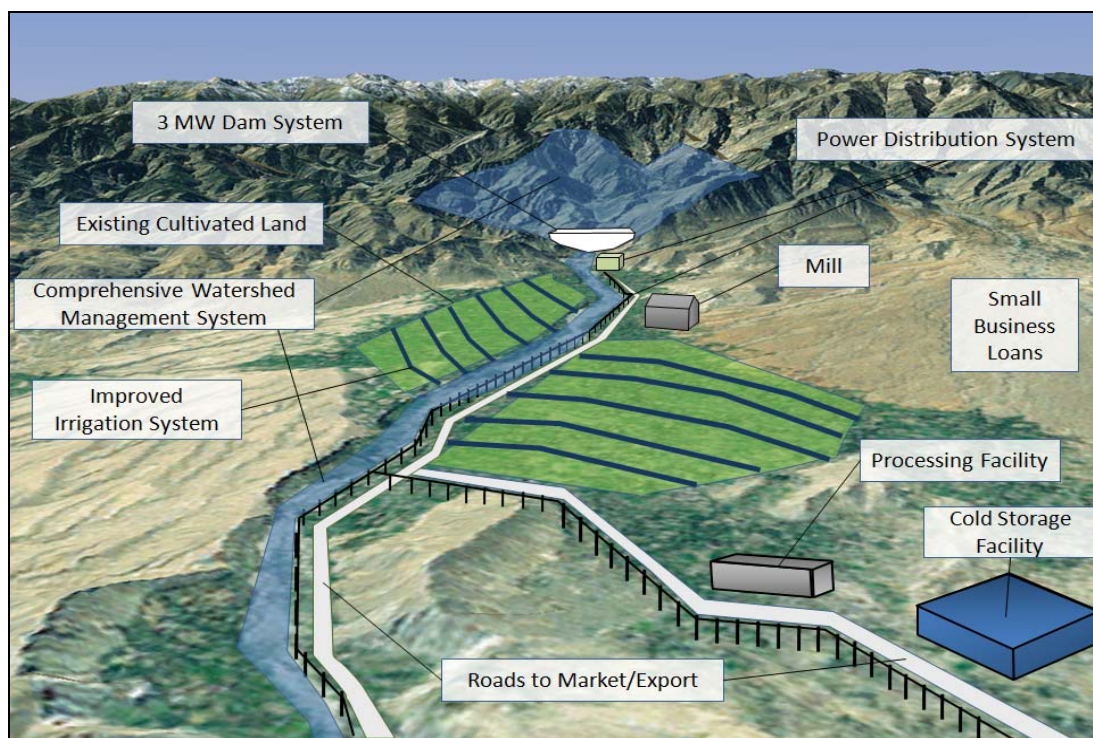 3 MW Dam System
Power Distribution System
Existing Cultivated Land
Mill
Comprehensive Watershed
Management System
Small
Business
Loans
Improved
Irrigation System
Processing Facility
Cold Storage
Facility
Roads to Market/Export